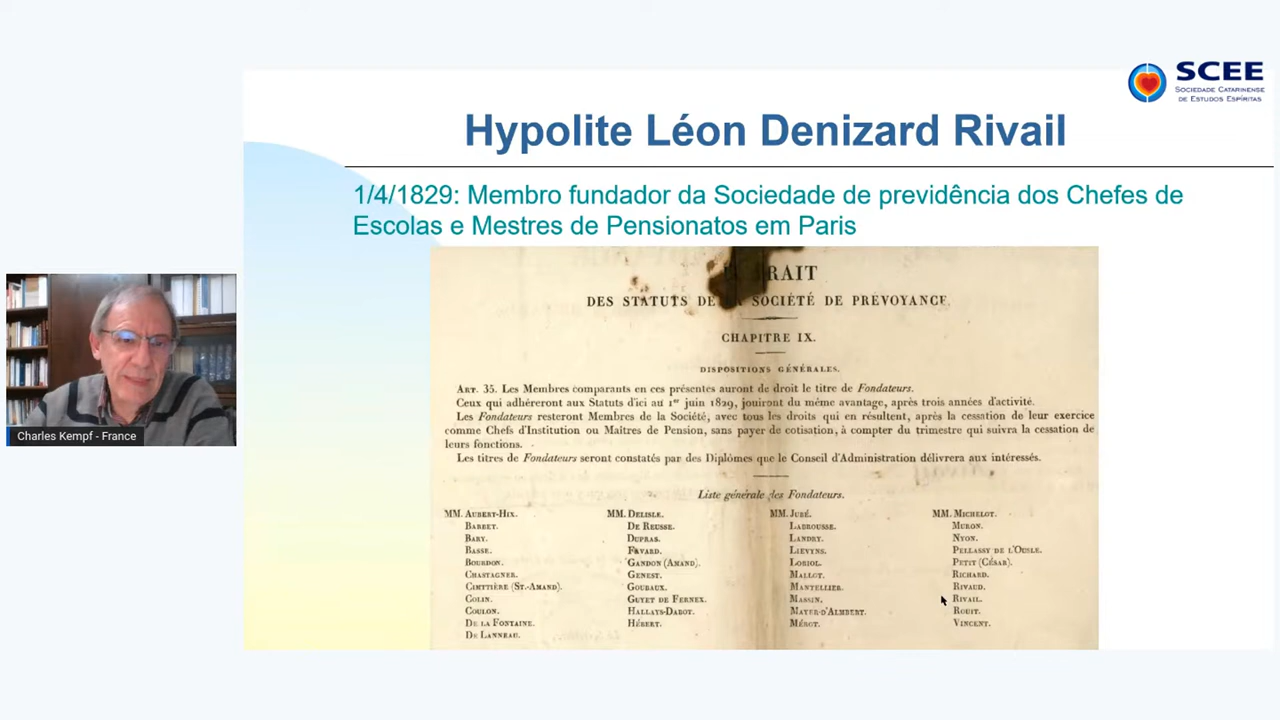 SCEE
SOCIEDADE CATARINENSE
DE ESTUDOS ESPÍRITAS
Hypolite Léon Denizard Rivail
1/4/1829: Membro fundador da Sociedade de previdência dos Chefes de
Escolas e Mestres de Pensionatos em Paris
RAIT
DES STATUTS DE LA SOCIÉTÉ DE PRÉVOYANCE.
CHAPITRE IX.
DISPOSITIONS GÉNÉRALES.
ART. 35. Les Membres comparants en ces présentes auront de droit le titre de Fondateurs.
Ceux qui adhéreront aux Statuts d'ici au 1er juin 1829, jouiront du même avantage, après trois années d'activité.
Les Fondateurs resteront Membres de la Société, avec tous les droits qui en résultent, après la cessation de leur exercice
comme Chefs d'Institution ou Maîtres de Pension, sans payer de cotisation, à compter du trimestre qui suivra la cessation de
leurs fonctions.
Les titres de Fondateurs seront constatés par des Diplômes que le Conseil d'Administration délivrera aux intéressés.
Liste générale des Fondateurs.
MM. AUBERT-HIX.
BARBET.
BARY.
BASSE.
BOURDON.
CHASTAGNER.
(ST.-AMAND).
COLIN.
COULON.
DE LA FONTAINE.
DE LANNEAU.
MM. DELISLE.
DE REUSSE.
DUPRAS.
FAVARD.
GANDON (AMAND).
GENEST.
GOUBAUX.
GUYET DE FERNEX.
HALLAYS-DABOT.
HÉBERT.
MM. JUBÉ.
LABROUSSE.
LANDRY.
LIEVYNS.
LORIOL.
MALLOT.
MANTELLIER.
MASSIN.
MAYER-D'ALMBERT.
MÉROT.
MM. MICHELOT.
MURON.
NYON.
PELLASSY DE L'OUSLE.
PETIT (CÉSAR).
RICHARD.
RIVAUD.
RIVAIL.
ROUIT.
VINCENT.
Charles Kempf - France